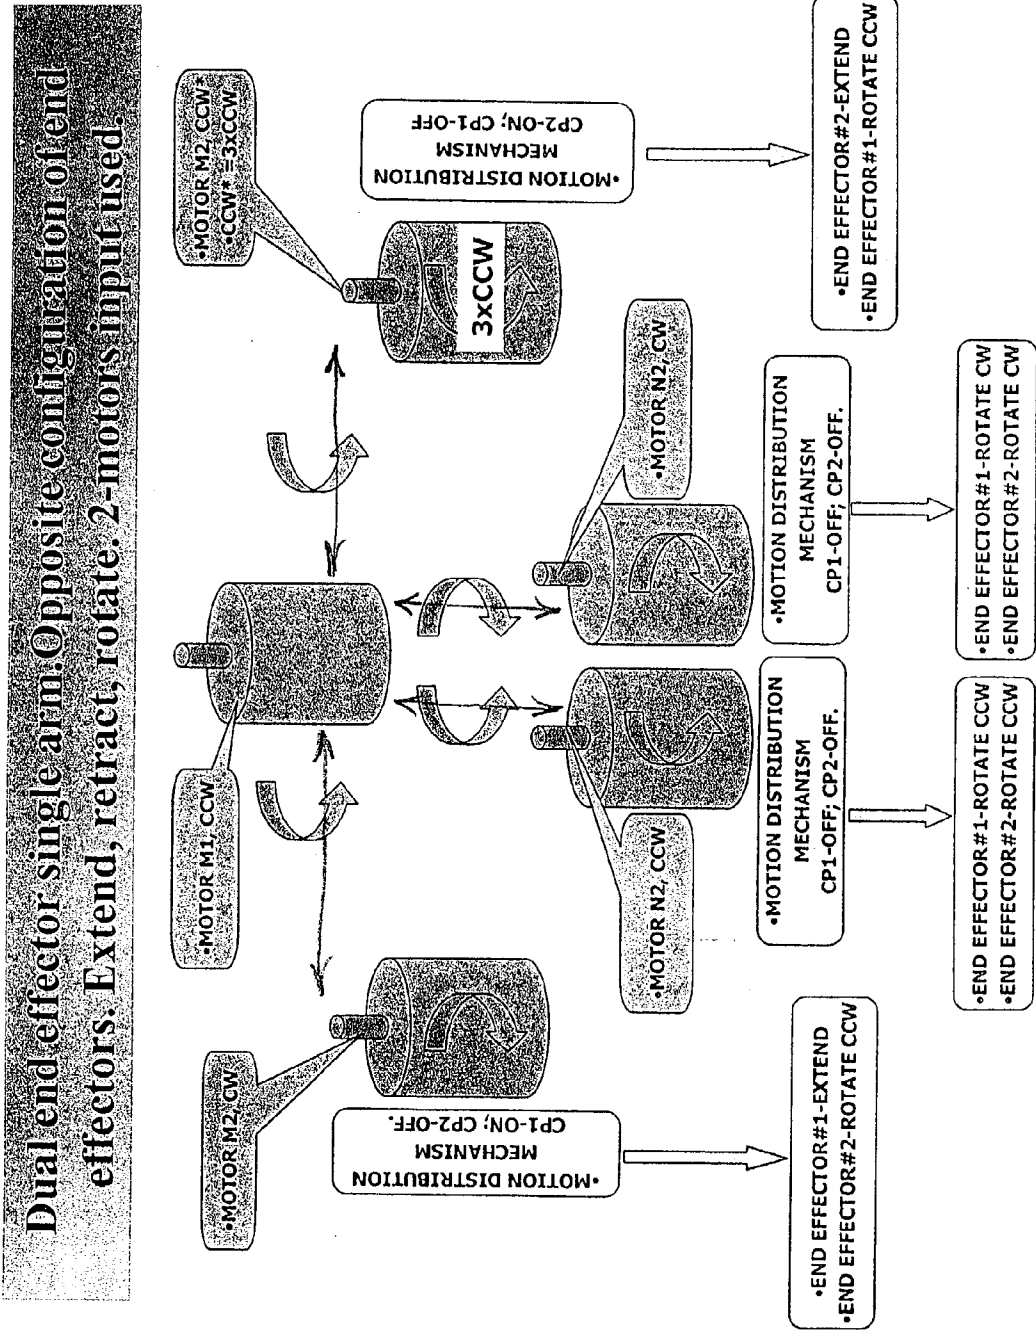 Dual end effector single arm.Opposite configuration of end
effectors. Extend, retract, rotate. 2-motors input used.
•MOTOR M1, CCW
•MOTOR M2, CW
•MOTOR M2, CCW*
•CCW* =3xCCW
3xCCW
• MOTION DISTRIBUTION
MECHANISM
CP1-ON; CP2-OFF.
•MOTION DISTRIBUTION
MECHANISM
CP2-ON; CP1-OFF
•MOTOR N2, CCW
•MOTOR N2, CW
•MOTION DISTRIBUTION
MECHANISM
CP1-OFF; CP2-OFF.
•MOTION DISTRIBUTION
MECHANISM
CP1-OFF; CP2-OFF.
•END EFFECTOR#1-EXTEND
•END EFFECTOR#2-ROTATE CCW
•END EFFECTOR#1-ROTATE CCW
•END EFFECTOR#2-ROTATE CCW
•END EFFECTOR#1-ROTATE CW
•END EFFECTOR#2-ROTATE CW
•END EFFECTOR#2-EXTEND
•END EFFECTOR#1-ROTATE CCW